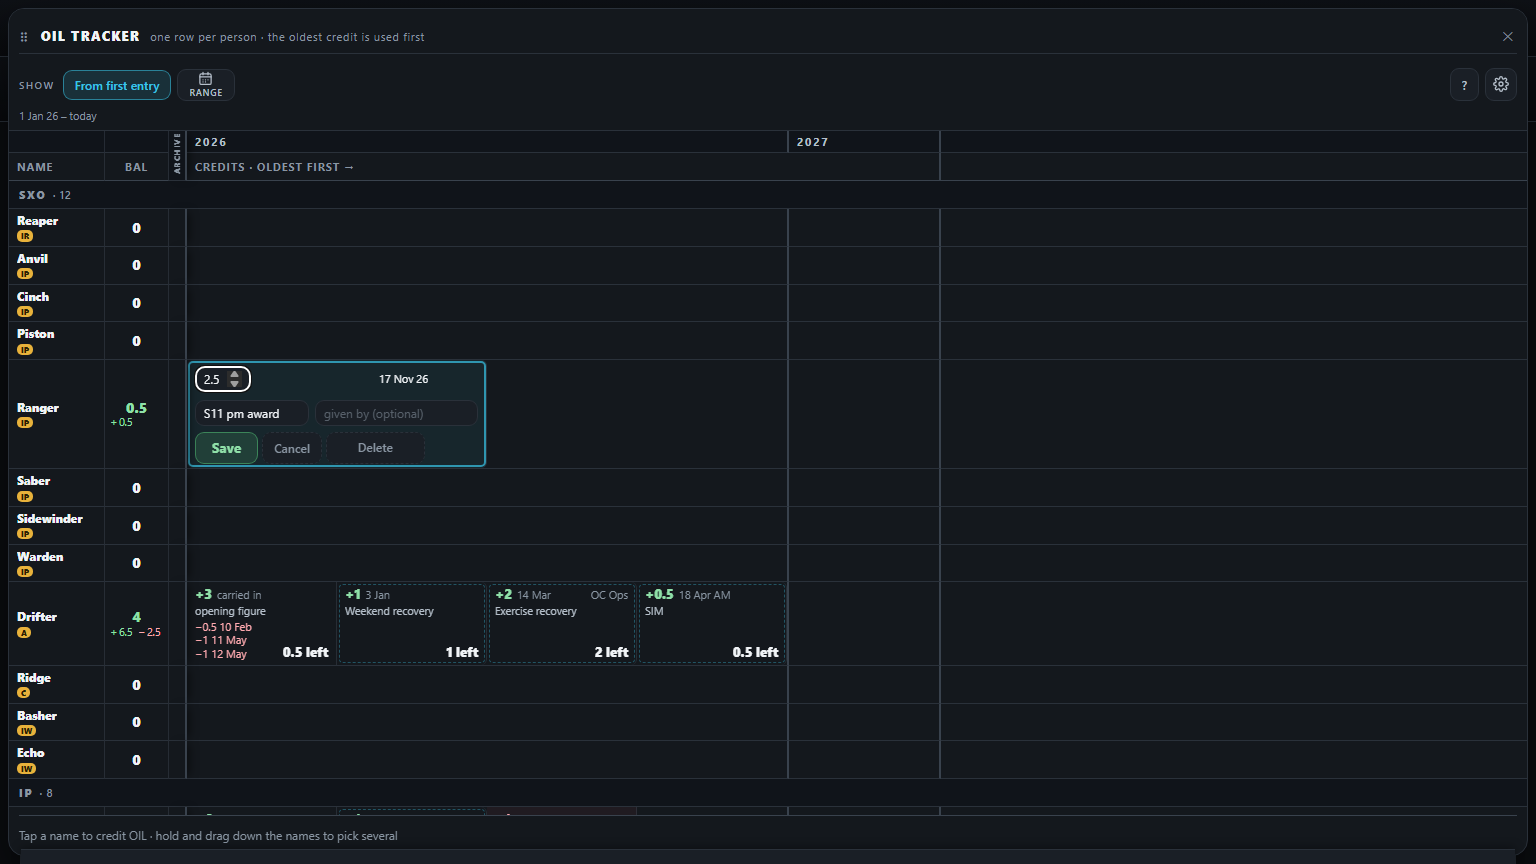 OIL TRACKER one row per person · the oldest credit is used first
SHOW From first entry RANGE ?
1 Jan 26 – today
ARCHIVE 2026 2027
NAME BAL CREDITS · OLDEST FIRST →
SXO · 12
Reaper 0
IR
Anvil 0
IP
Cinch 0
IP
Piston 0
IP
2.5 17 Nov 26
Ranger 0.5 S11 pm award given by (optional)
IP +0.5
Save Cancel Delete
Saber 0
IP
Sidewinder 0
IP
Warden 0
IP
+3 carried in +1 3 Jan +2 14 Mar OC Ops +0.5 18 Apr AM
opening figure Weekend recovery Exercise recovery SIM
Drifter 4 −0.5 10 Feb
A +6.5 −2.5 −1 11 May
−1 12 May 0.5 left 1 left 2 left 0.5 left
Ridge 0
C
Basher 0
IW
Echo 0
IW
IP · 8
Tap a name to credit OIL · hold and drag down the names to pick several